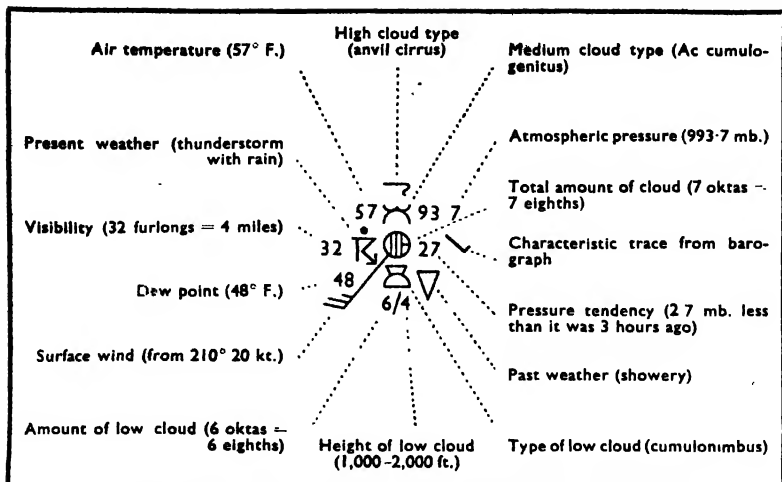 Air temperature (57° F.)
High cloud type
(anvil cirrus)
Medium cloud type (Ac cumulo-
genitus)
Present weather (thunderstorm
with rain)
Atmospheric pressure (993·7 mb.)
Total amount of cloud (7 oktas –
7 eighths)
Visibility (32 furlongs = 4 miles)
57 93 7
32 27
48
6/4
Characteristic trace from baro-
graph
Dew point (48° F.)
Pressure tendency (2 7 mb. less
than it was 3 hours ago)
Surface wind (from 210° 20 kt.)
Past weather (showery)
Amount of low cloud (6 oktas =
6 eighths)
Height of low cloud
(1,000–2,000 ft.)
Type of low cloud (cumulonimbus)